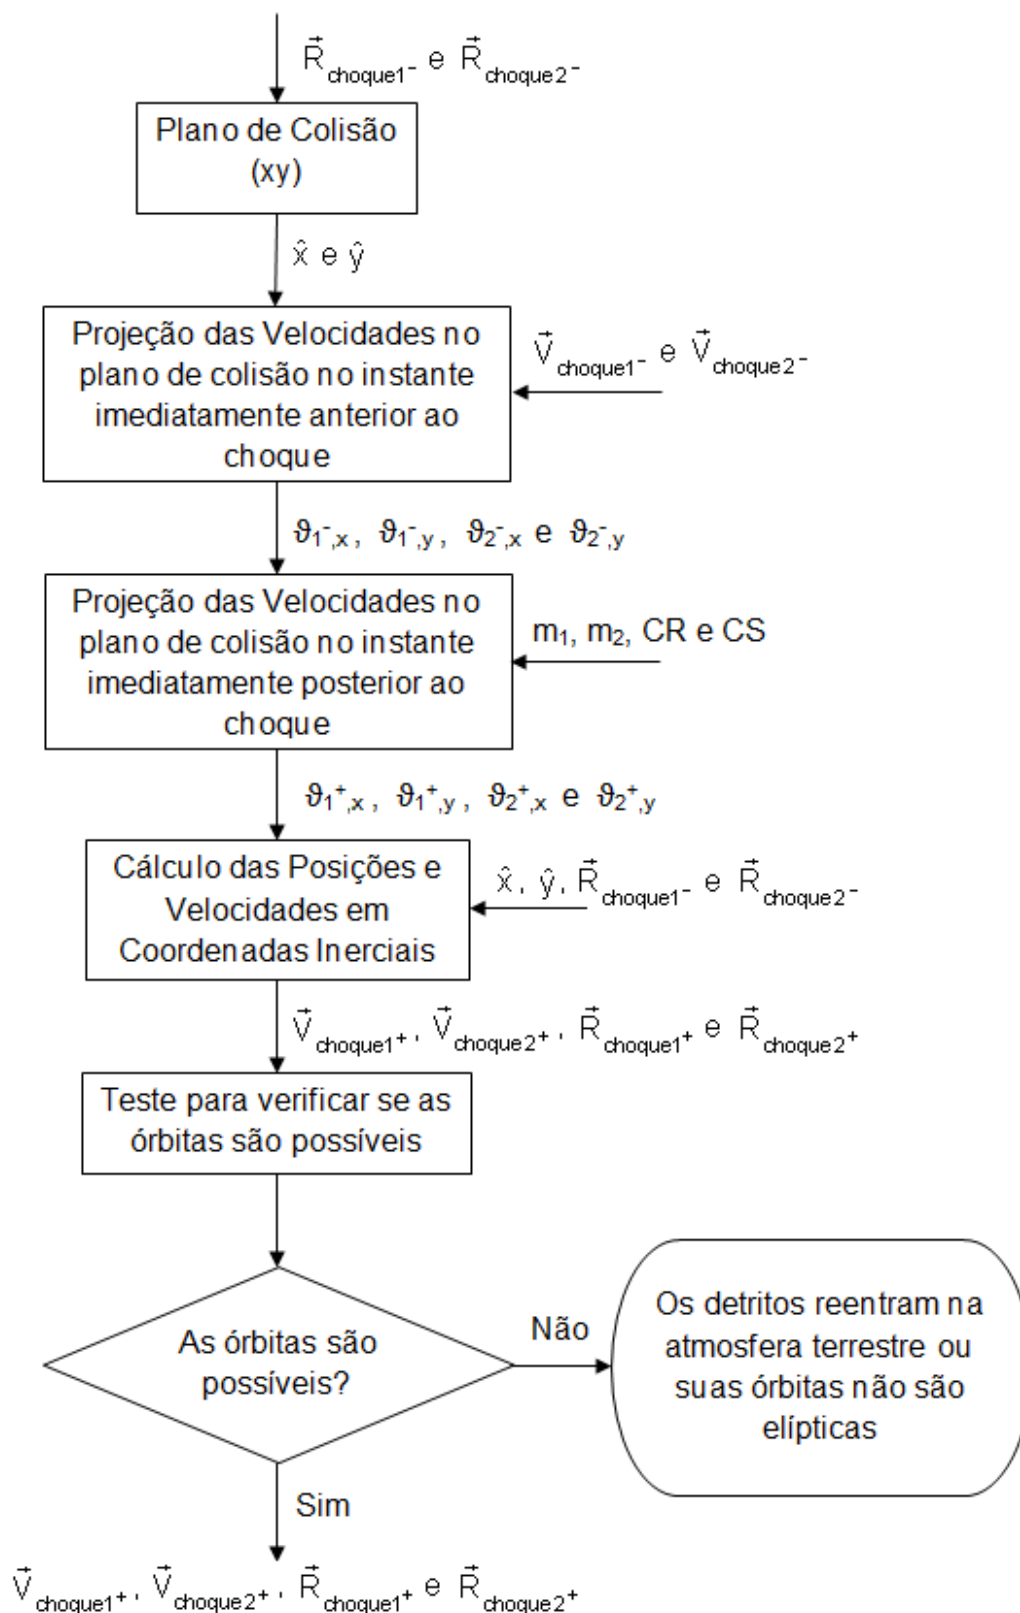 R⃗choque1⁻ e R⃗choque2⁻
Plano de Colisão
(xy)
x̂ e ŷ
Projeção das Velocidades no
plano de colisão no instante
imediatamente anterior ao
choque
V⃗choque1⁻ e V⃗choque2⁻
ϑ₁⁻,ₓ, ϑ₁⁻,y, ϑ₂⁻,ₓ e ϑ₂⁻,y
Projeção das Velocidades no
plano de colisão no instante
imediatamente posterior ao
choque
m₁, m₂, CR e CS
ϑ₁⁺,ₓ, ϑ₁⁺,y, ϑ₂⁺,ₓ e ϑ₂⁺,y
Cálculo das Posições e
Velocidades em
Coordenadas Inerciais
x̂, ŷ, R⃗choque1⁻ e R⃗choque2⁻
V⃗choque1⁺, V⃗choque2⁺, R⃗choque1⁺ e R⃗choque2⁺
Teste para verificar se as
órbitas são possíveis
As órbitas são
possíveis?
Não
Os detritos reentram na
atmosfera terrestre ou
suas órbitas não são
elípticas
Sim
V⃗choque1⁺, V⃗choque2⁺, R⃗choque1⁺ e R⃗choque2⁺